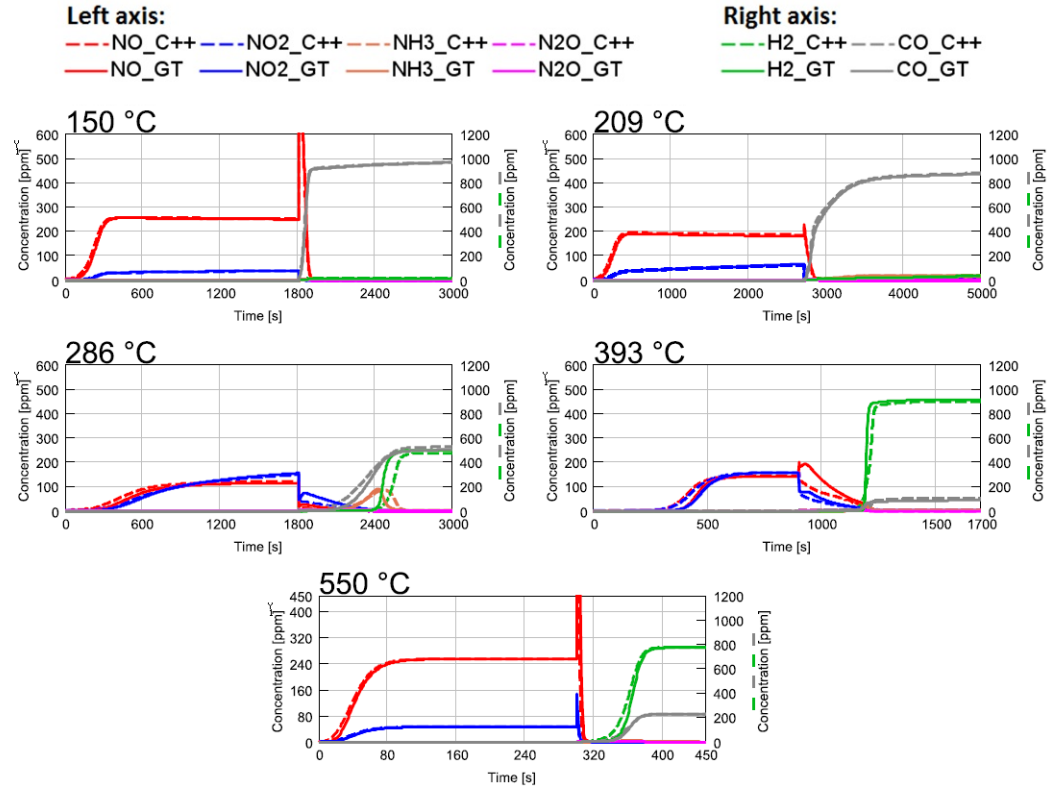 Left axis: Right axis:
NO_C++ NO2_C++ NH3_C++ N2O_C++ H2_C++ CO_C++
NO_GT NO2_GT NH3_GT N2O_GT H2_GT CO_GT
150 °C
600 500 400 300 200 100 0
Concentration [ppm]
0 600 1200 1800 2400 3000
Time [s]
1200 1000 800 600 400 200 0
Concentration [ppm]
209 °C
600 500 400 300 200 100 0
Concentration [ppm]
0 1000 2000 3000 4000 5000
Time [s]
1200 1000 800 600 400 200 0
Concentration [ppm]
286 °C
600 500 400 300 200 100 0
Concentration [ppm]
0 600 1200 1800 2400 3000
Time [s]
1200 1000 800 600 400 200 0
Concentration [ppm]
393 °C
600 500 400 300 200 100 0
Concentration [ppm]
0 500 1000 1500 1700
Time [s]
1200 1000 800 600 400 200 0
Concentration [ppm]
550 °C
450 400 320 240 160 80 0
Concentration [ppm]
0 80 160 240 320 400 450
Time [s]
1200 1000 800 600 400 200 0
Concentration [ppm]